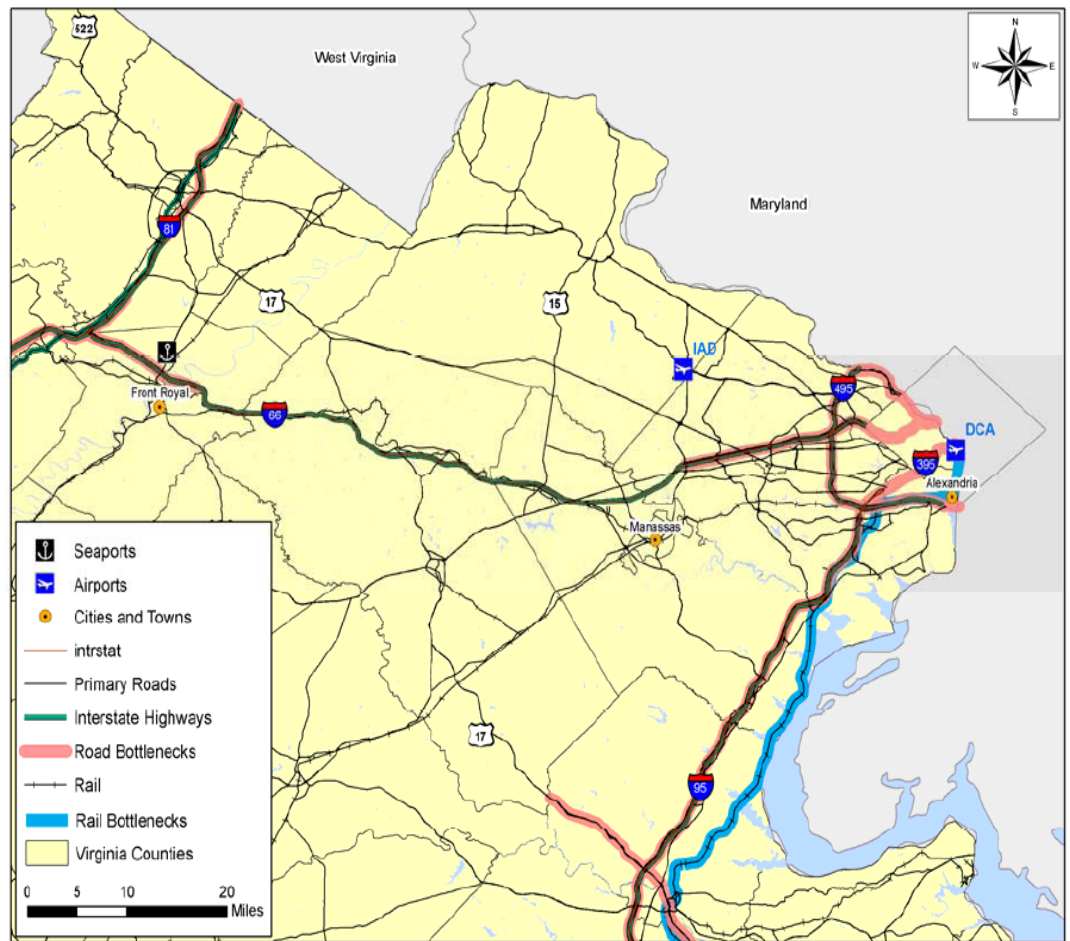 522
West Virginia
N
W E
S
Maryland
81
17
15
IAD
Front Royal
66
495
DCA
395
Alexandria
Manassas
Seaports
Airports
Cities and Towns
intrstat
Primary Roads
Interstate Highways
Road Bottlenecks
Rail
Rail Bottlenecks
Virginia Counties
17
95
0 5 10 20
Miles